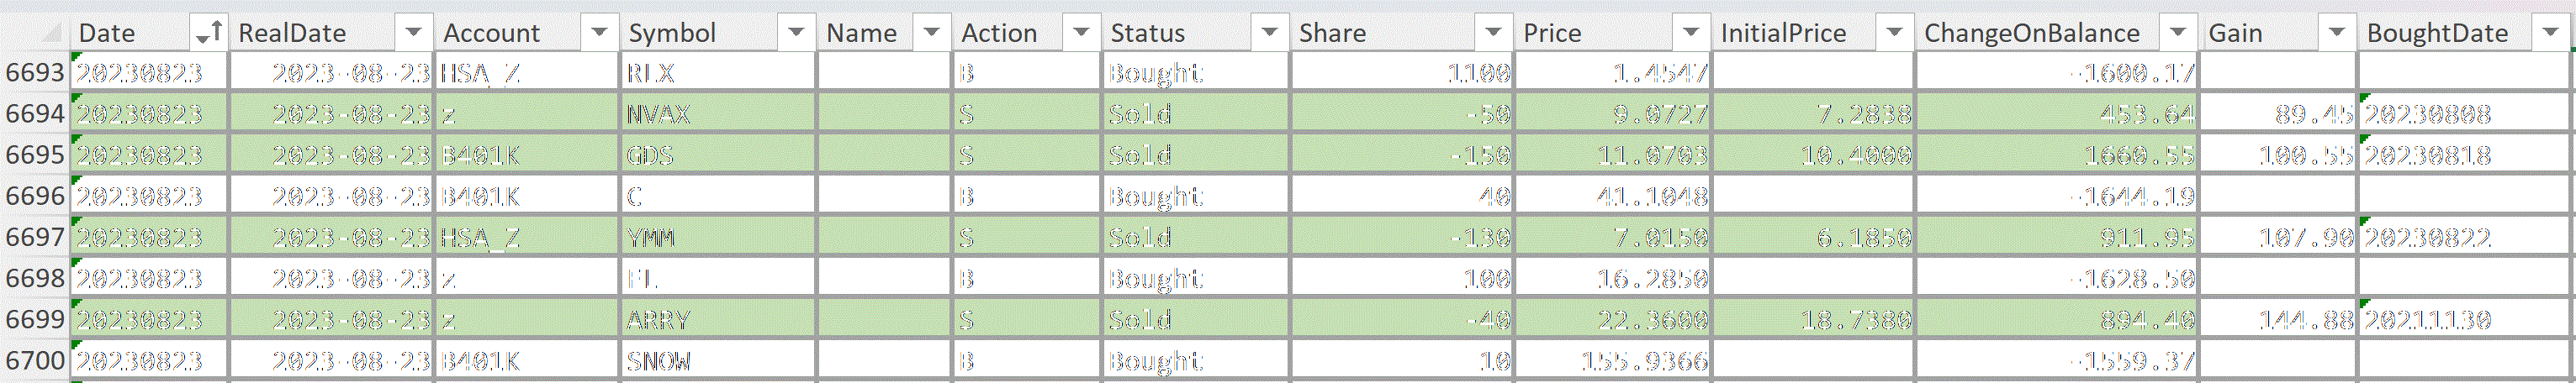 Date RealDate Account Symbol Name Action Status Share Price InitialPrice ChangeOnBalance Gain BoughtDate
6693 20230823 2023-08-23 HSA_Z RLX B Bought 1100 1.4547 -1600.17
6694 20230823 2023-08-23 z NVAX S Sold -50 9.0727 7.2838 453.64 89.45 20230808
6695 20230823 2023-08-23 B401K GDS S Sold -150 11.0703 10.4000 1660.55 100.55 20230818
6696 20230823 2023-08-23 B401K C B Bought 40 41.1048 -1644.19
6697 20230823 2023-08-23 HSA_Z YMM S Sold -130 7.0150 6.1850 911.95 107.90 20230822
6698 20230823 2023-08-23 z FL B Bought 100 16.2850 -1628.50
6699 20230823 2023-08-23 z ARRY S Sold -40 22.3600 18.7380 894.40 144.88 20211130
6700 20230823 2023-08-23 B401K SNOW B Bought 10 155.9366 -1559.37